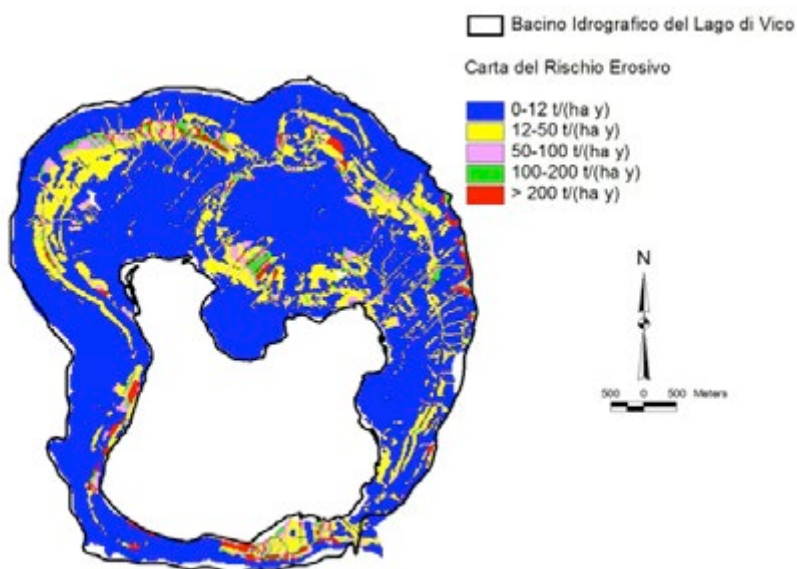 Bacino Idrografico del Lago di Vico
Carta del Rischio Erosivo
0-12 t/(ha y)
12-50 t/(ha y)
50-100 t/(ha y)
100-200 t/(ha y)
> 200 t/(ha y)
N
500 0 500 Meters